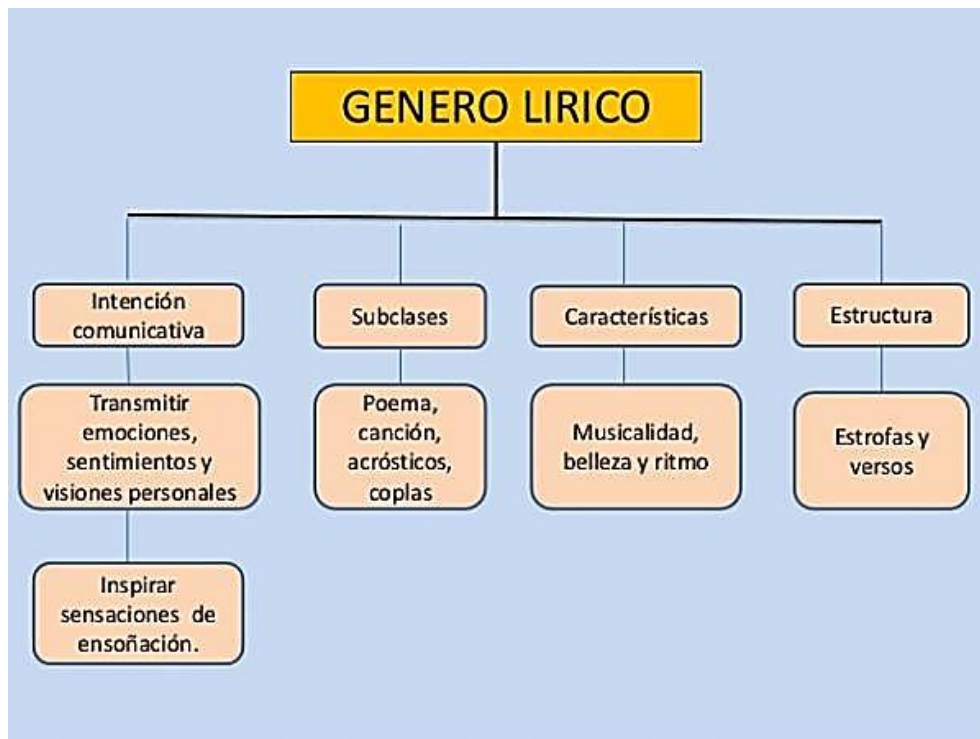 GENERO LIRICO
Intención
comunicativa
Subclases
Características
Estructura
Transmitir
emociones,
sentimientos y
visiones personales
Poema,
canción,
acrósticos,
coplas
Musicalidad,
belleza y ritmo
Estrofas y
versos
Inspirar
sensaciones de
ensoñación.